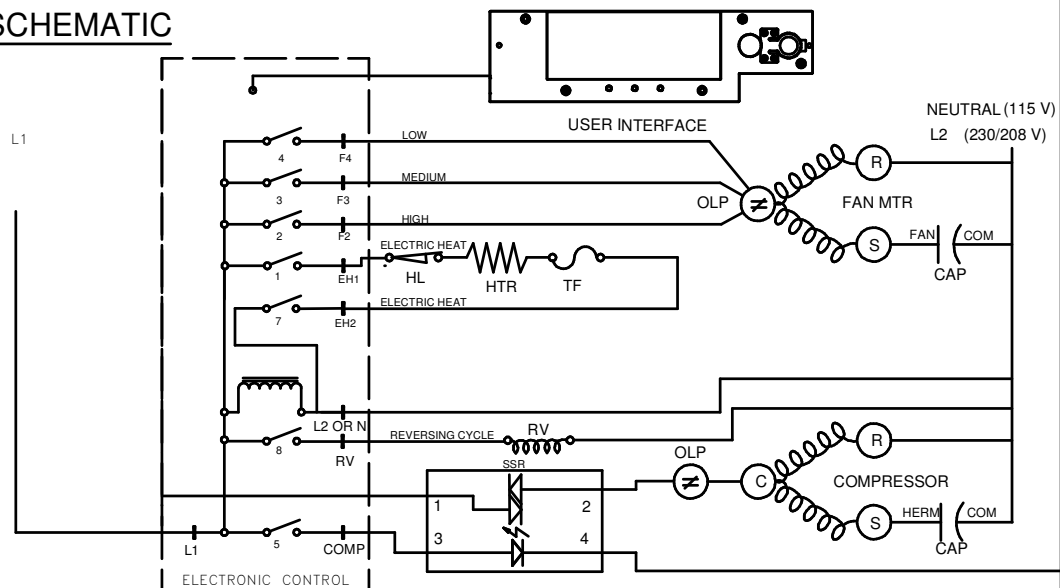 SCHEMATIC
NEUTRAL (115 V)
L1
USER INTERFACE
L2 (230/208 V)
LOW
4
F4
MEDIUM
3
F3
OLP
R
FAN MTR
HIGH
2
F2
S
FAN
COM
CAP
ELECTRIC HEAT
1
EH1
HL
HTR
TF
ELECTRIC HEAT
7
EH2
L2 OR N
REVERSING CYCLE
RV
8
RV
OLP
R
SSR
C
COMPRESSOR
1
2
HERM
COM
S
CAP
3
4
L1
5
COMP
ELECTRONIC CONTROL